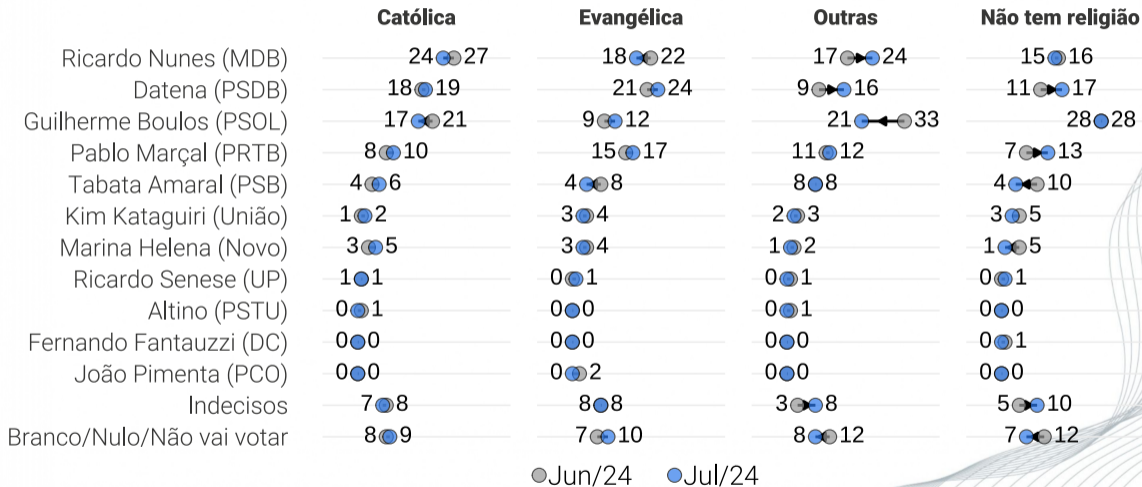 Católica Evangélica Outras Não tem religião
Ricardo Nunes (MDB) 24 27 18 22 17 24 15 16
Datena (PSDB) 18 19 21 24 9 16 11 17
Guilherme Boulos (PSOL) 17 21 9 12 21 33 28 28
Pablo Marçal (PRTB) 8 10 15 17 11 12 7 13
Tabata Amaral (PSB) 4 6 4 8 8 8 4 10
Kim Kataguiri (União) 1 2 3 4 2 3 3 5
Marina Helena (Novo) 3 5 3 4 1 2 1 5
Ricardo Senese (UP) 1 1 0 1 0 1 0 1
Altino (PSTU) 0 1 0 0 0 1 0 0
Fernando Fantauzzi (DC) 0 0 0 0 0 0 0 1
João Pimenta (PCO) 0 0 0 2 0 0 0 0
Indecisos 7 8 8 8 3 8 5 10
Branco/Nulo/Não vai votar 8 9 7 10 8 12 7 12
Jun/24 Jul/24